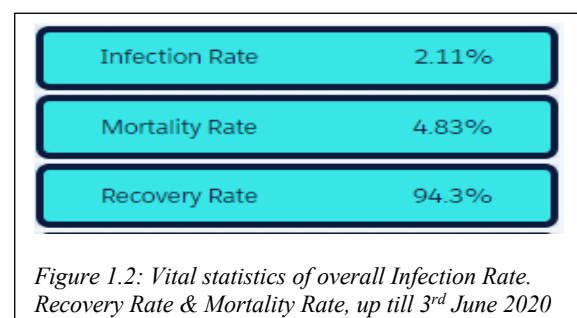 Infection Rate 2.11%
Mortality Rate 4.83%
Recovery Rate 94.3%
Figure 1.2: Vital statistics of overall Infection Rate.
Recovery Rate & Mortality Rate, up till 3rd June 2020